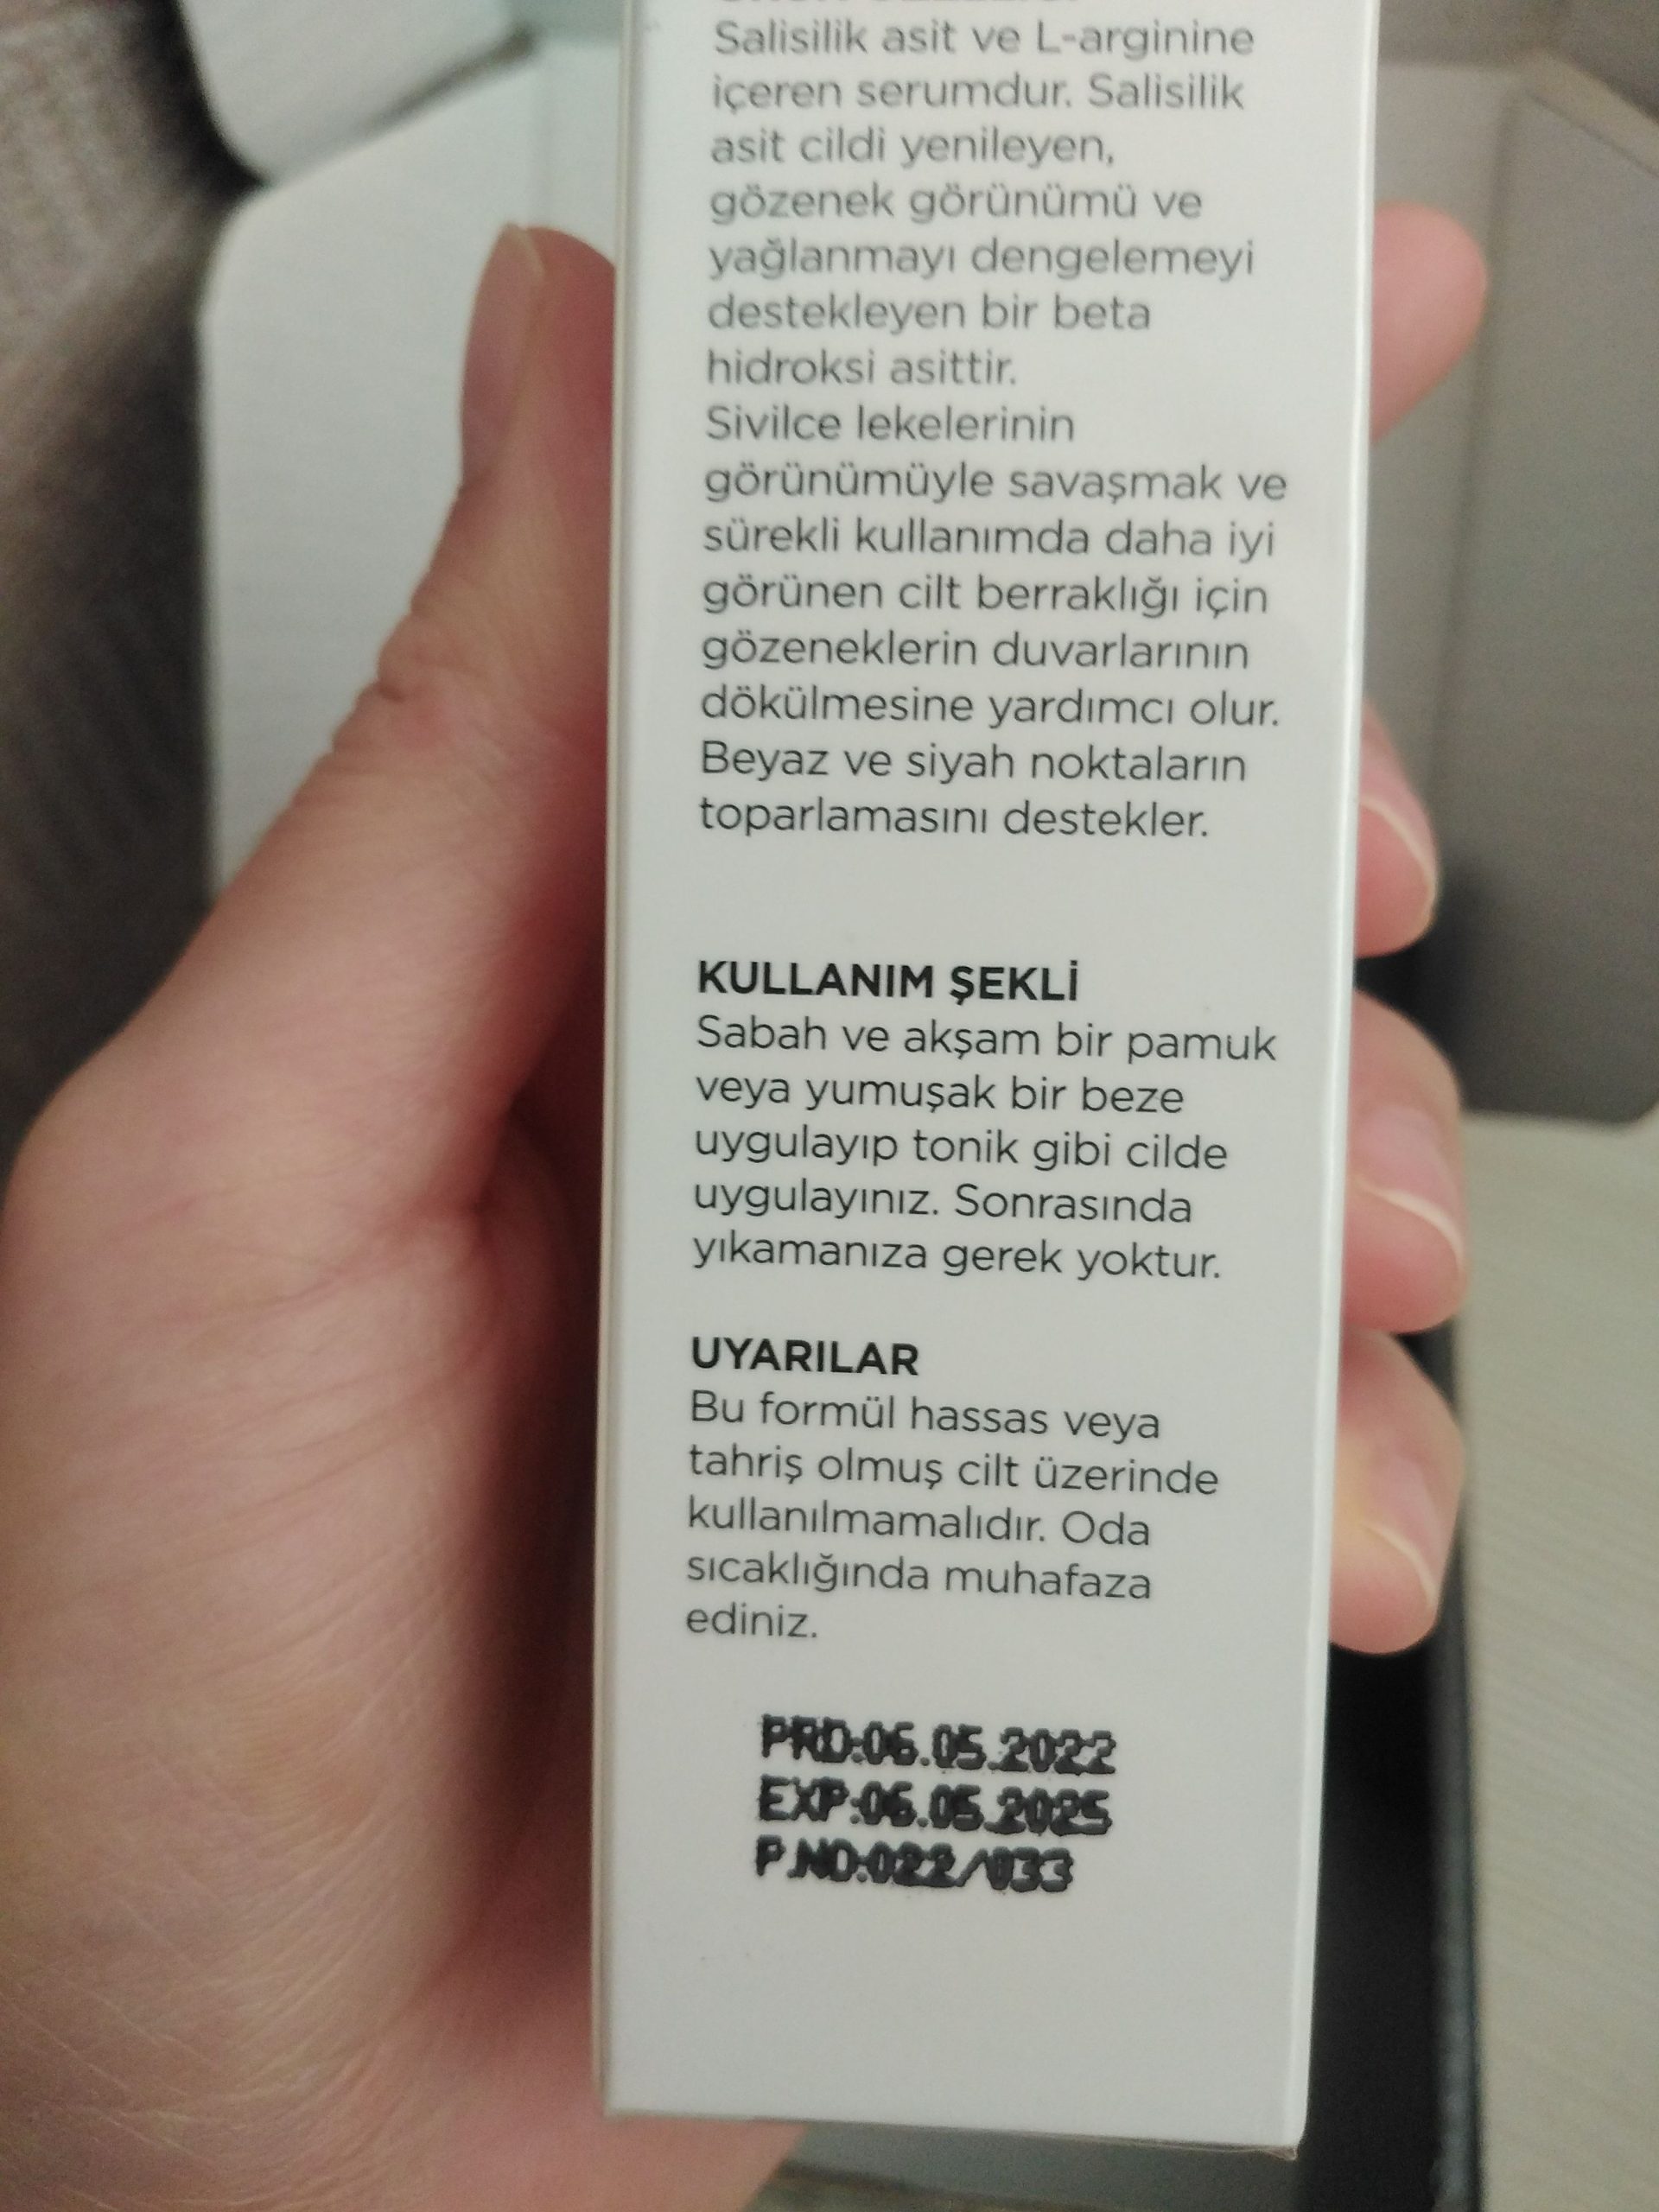 Salisilik asit ve L-arginine
içeren serumdur. Salisilik
asit cildi yenileyen,
gözenek görünümü ve
yağlanmayı dengelemeyi
destekleyen bir beta
hidroksi asittir.
Sivilce lekelerinin
görünümüyle savaşmak ve
sürekli kullanımda daha iyi
görünen cilt berraklığı için
gözeneklerin duvarlarının
dökülmesine yardımcı olur.
Beyaz ve siyah noktaların
toparlamasını destekler.
KULLANIM ŞEKLİ
Sabah ve akşam bir pamuk
veya yumuşak bir beze
uygulayıp tonik gibi cilde
uygulayınız. Sonrasında
yıkamanıza gerek yoktur.
UYARILAR
Bu formül hassas veya
tahriş olmuş cilt üzerinde
kullanılmamalıdır. Oda
sıcaklığında muhafaza
ediniz.
PRD:06.05.2022
EXP:06.05.2025
P.NO:022/033